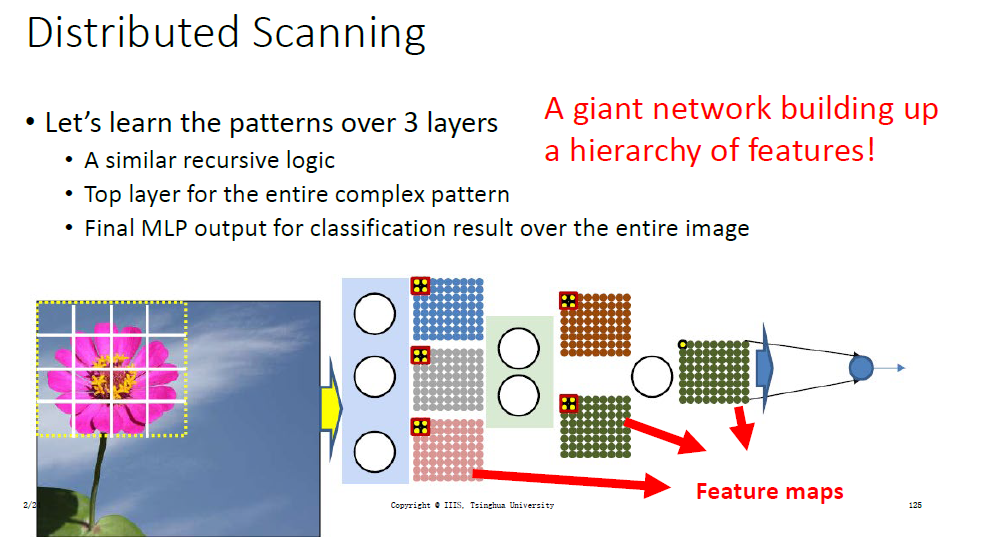 Distributed Scanning
• Let's learn the patterns over 3 layers
• A similar recursive logic
• Top layer for the entire complex pattern
• Final MLP output for classification result over the entire image
A giant network building up
a hierarchy of features!
Feature maps
2/2
Copyright © IIIS, Tsinghua University
125